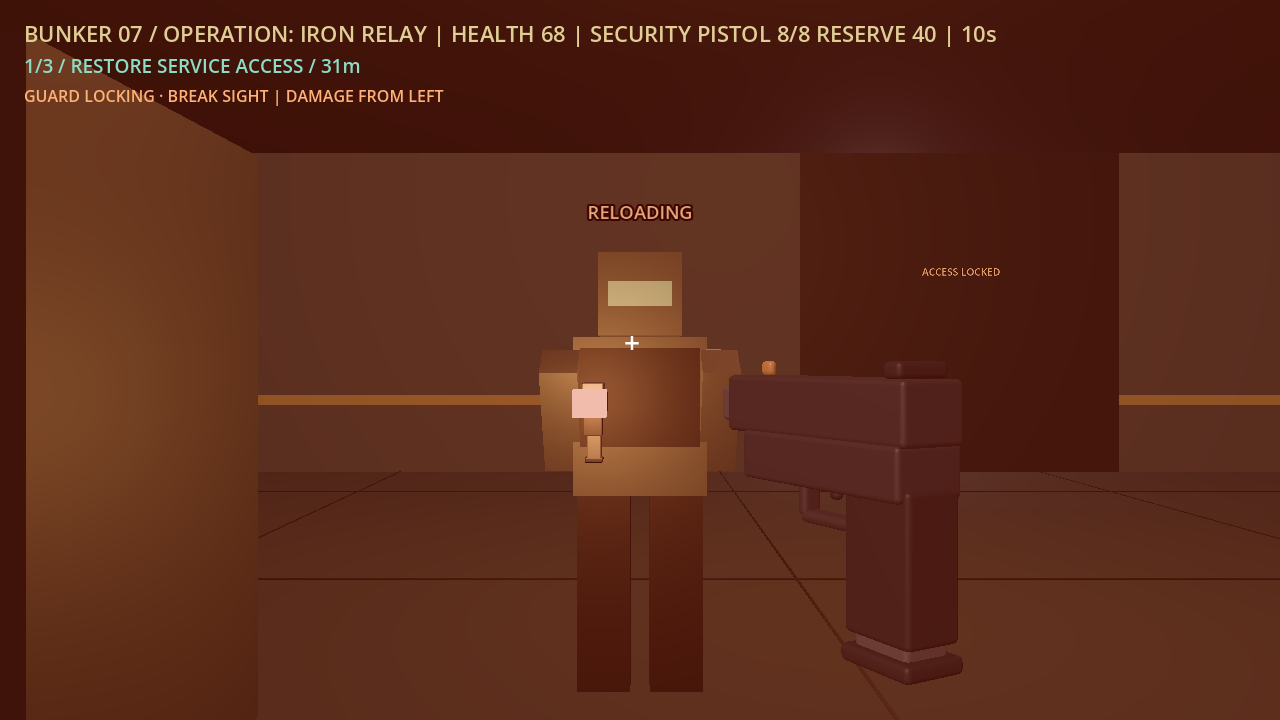 BUNKER 07 / OPERATION: IRON RELAY | HEALTH 68 | SECURITY PISTOL 8/8 RESERVE 40 | 10s
1/3 / RESTORE SERVICE ACCESS / 31m
GUARD LOCKING · BREAK SIGHT | DAMAGE FROM LEFT
RELOADING
ACCESS LOCKED